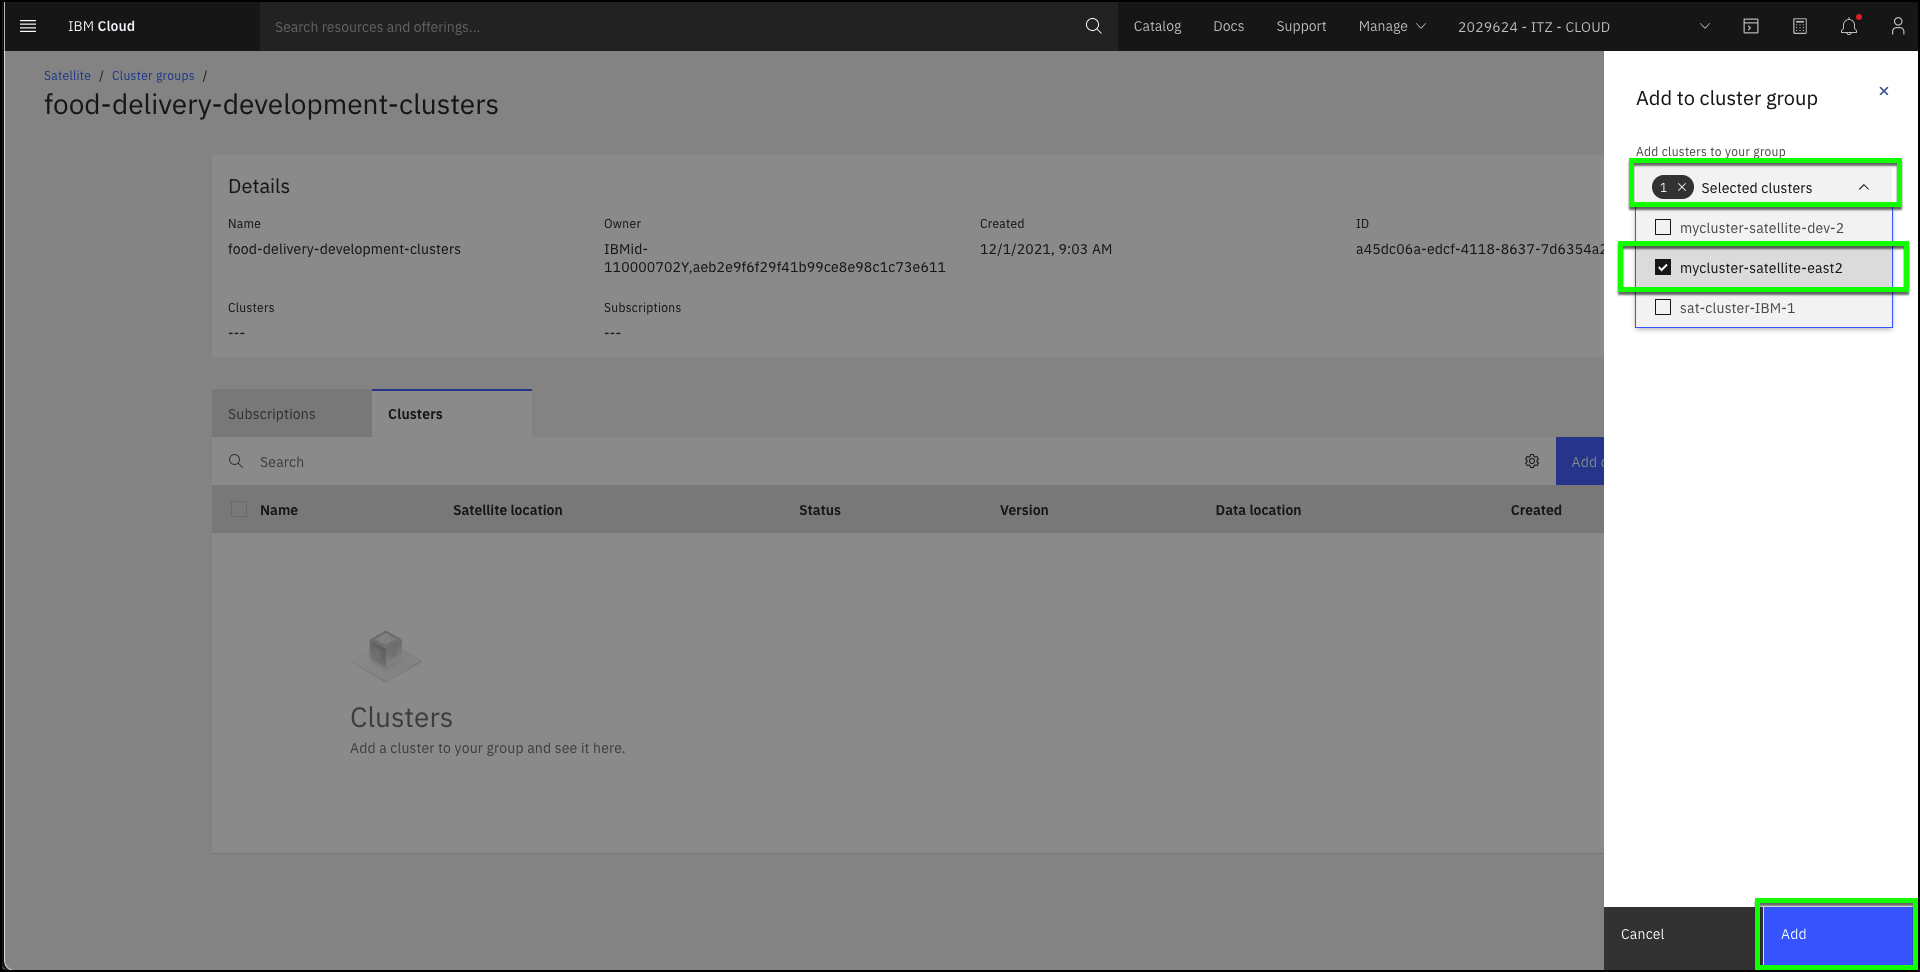 IBM Cloud
Search resources and offerings...
Catalog
Docs
Support
Manage
2029624 - ITZ - CLOUD
Satellite / Cluster groups /
food-delivery-development-clusters
Details
Name
Owner
Created
ID
food-delivery-development-clusters
IBMid-
110000702Y,aeb2e9f6f29f41b99ce8e98c1c73e611
12/1/2021, 9:03 AM
a45dc06a-edcf-4118-8637-7d6354a2
Clusters
Subscriptions
---
---
Subscriptions
Clusters
Search
Add
Name
Satellite location
Status
Version
Data location
Created
Clusters
Add a cluster to your group and see it here.
Add to cluster group
Add clusters to your group
1 Selected clusters
mycluster-satellite-dev-2
mycluster-satellite-east2
sat-cluster-IBM-1
Cancel
Add